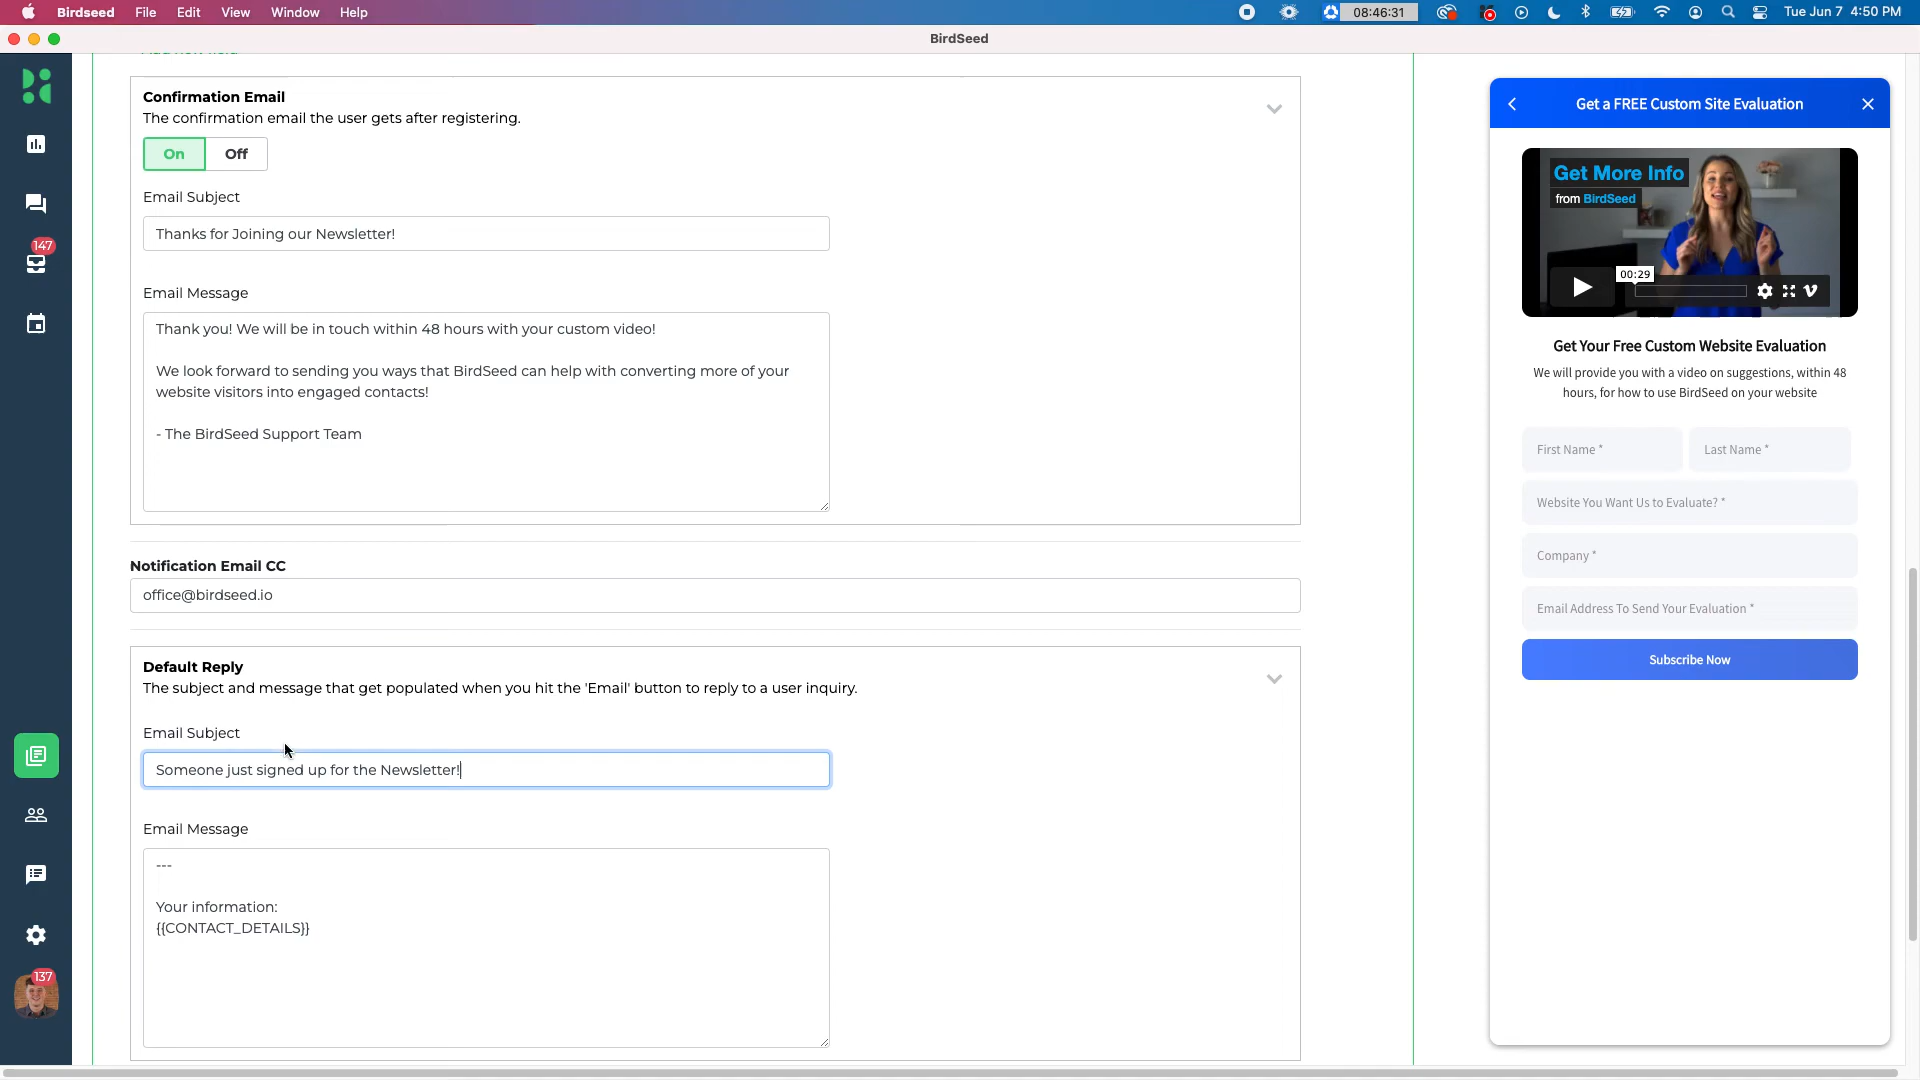 Birdseed File Edit View Window Help
08:46:31
Tue Jun 7 4:50 PM
BirdSeed
Confirmation Email
The confirmation email the user gets after registering.
On Off
Email Subject
Thanks for Joining our Newsletter!
Email Message
Thank you! We will be in touch within 48 hours with your custom video!
We look forward to sending you ways that BirdSeed can help with converting more of your
website visitors into engaged contacts!
- The BirdSeed Support Team
Notification Email CC
office@birdseed.io
Default Reply
The subject and message that get populated when you hit the 'Email' button to reply to a user inquiry.
Email Subject
Someone just signed up for the Newsletter!
Email Message
---
Your information:
{{CONTACT_DETAILS}}
147
137
Get a FREE Custom Site Evaluation
Get More Info
from BirdSeed
00:29
Get Your Free Custom Website Evaluation
We will provide you with a video on suggestions, within 48
hours, for how to use BirdSeed on your website
First Name *
Last Name *
Website You Want Us to Evaluate? *
Company *
Email Address To Send Your Evaluation *
Subscribe Now